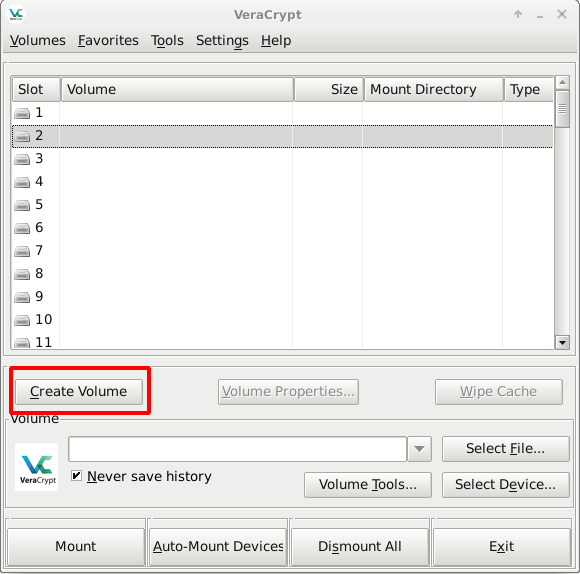 VeraCrypt
Volumes Favorites Tools Settings Help
Slot Volume Size Mount Directory Type
1
2
3
4
5
6
7
8
9
10
11
Create Volume Volume Properties... Wipe Cache
Volume
Select File...
VeraCrypt
Never save history
Volume Tools... Select Device...
Mount Auto-Mount Devices Dismount All Exit